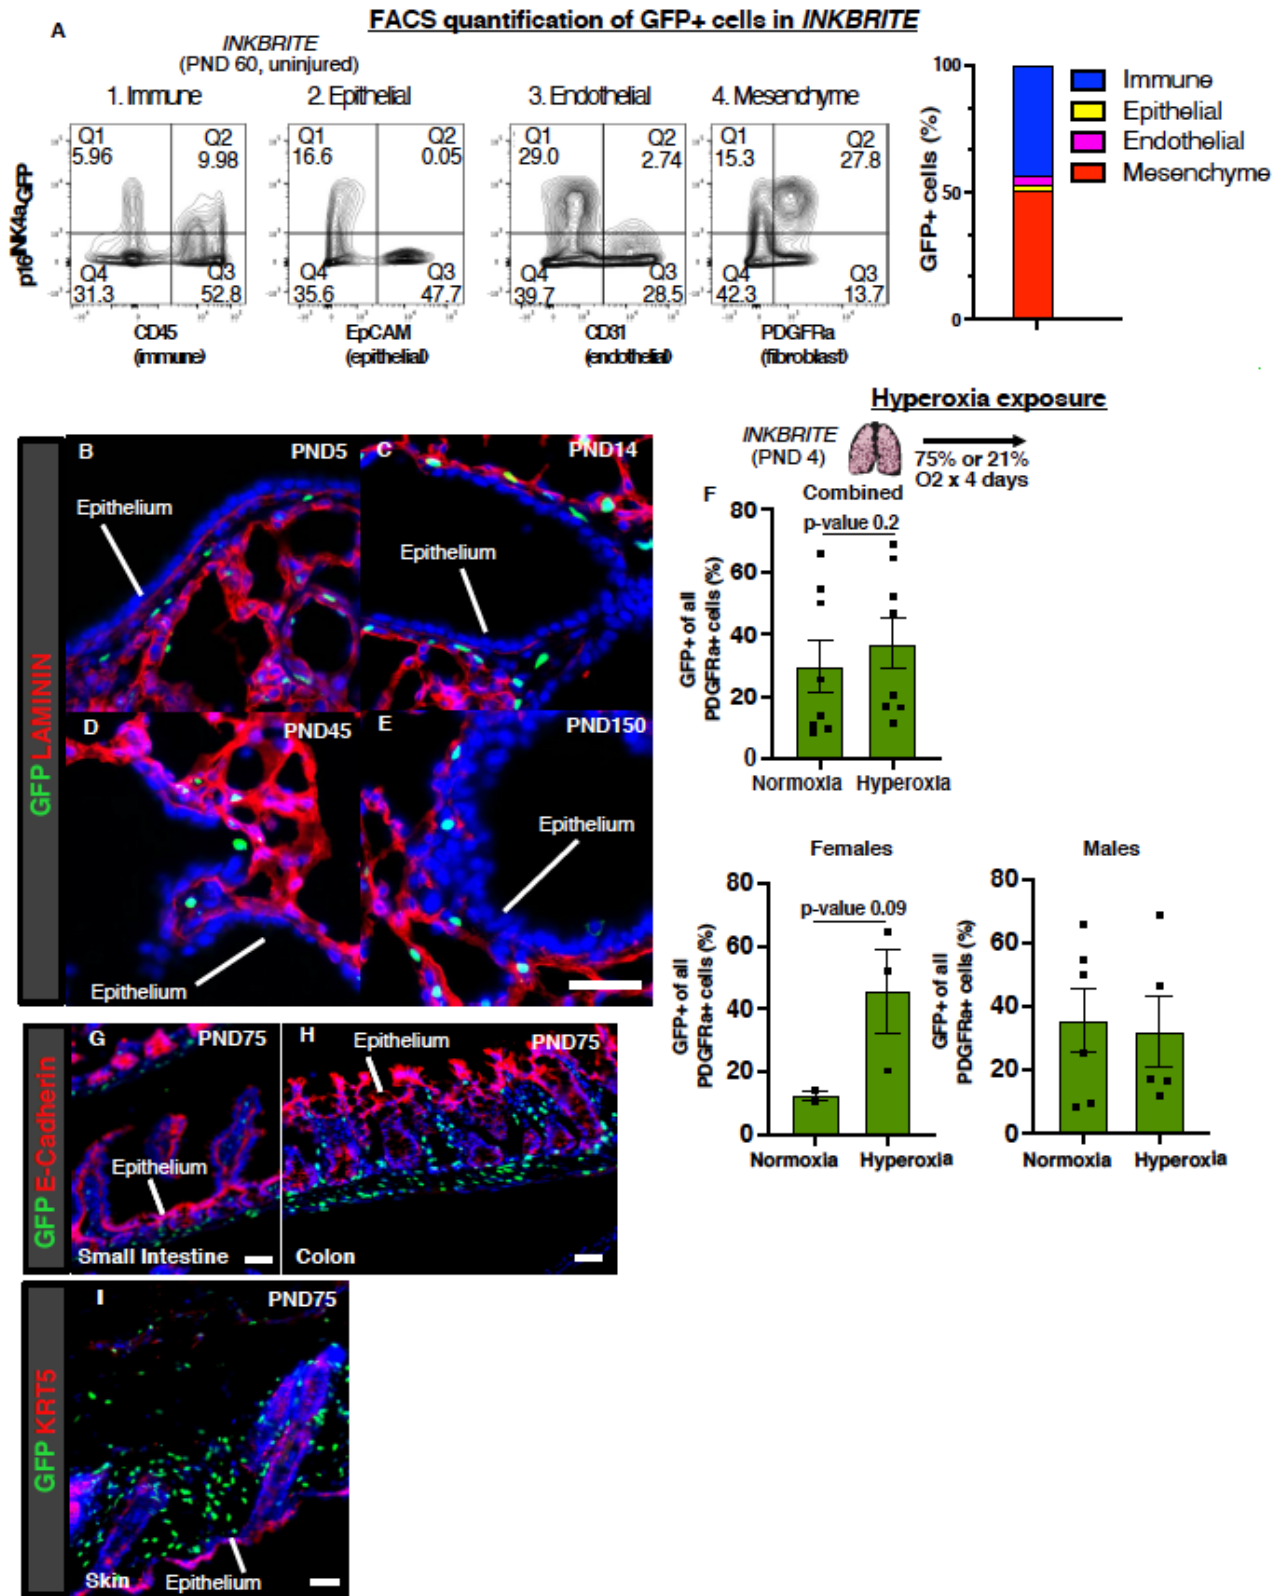 FACS quantification of GFP+ cells in INKBRITE
A
INKBRITE
(PND 60, uninjured)
1. Immune
2. Epithelial
3. Endothelial
4. Mesenchyme
p16INK4aGFP
Q1
5.96
Q2
9.98
Q4
31.3
Q3
52.8
CD45
(immune)
Q1
16.6
Q2
0.05
Q4
35.6
Q3
47.7
EpCAM
(epithelial)
Q1
29.0
Q2
2.74
Q4
39.7
Q3
28.5
CD31
(endothelial)
Q1
15.3
Q2
27.8
Q4
42.3
Q3
13.7
PDGFRa
(fibroblast)
GFP+ cells (%)
100
50
0
Immune
Epithelial
Endothelial
Mesenchyme
GFP LAMININ
B
PND5
Epithelium
C
PND14
Epithelium
D
PND45
Epithelium
E
PND150
Epithelium
Hyperoxia exposure
INKBRITE
(PND 4)
75% or 21%
O2 x 4 days
F
Combined
p-value 0.2
GFP+ of all
PDGFRa+ cells (%)
80
60
40
20
0
Normoxia
Hyperoxia
Females
p-value 0.09
GFP+ of all
PDGFRa+ cells (%)
80
60
40
20
0
Normoxia
Hyperoxia
Males
GFP+ of all
PDGFRa+ cells (%)
80
60
40
20
0
Normoxia
Hyperoxia
GFP E-Cadherin
G
PND75
Epithelium
Small Intestine
H
PND75
Epithelium
Colon
GFP KRT5
I
PND75
Skin
Epithelium